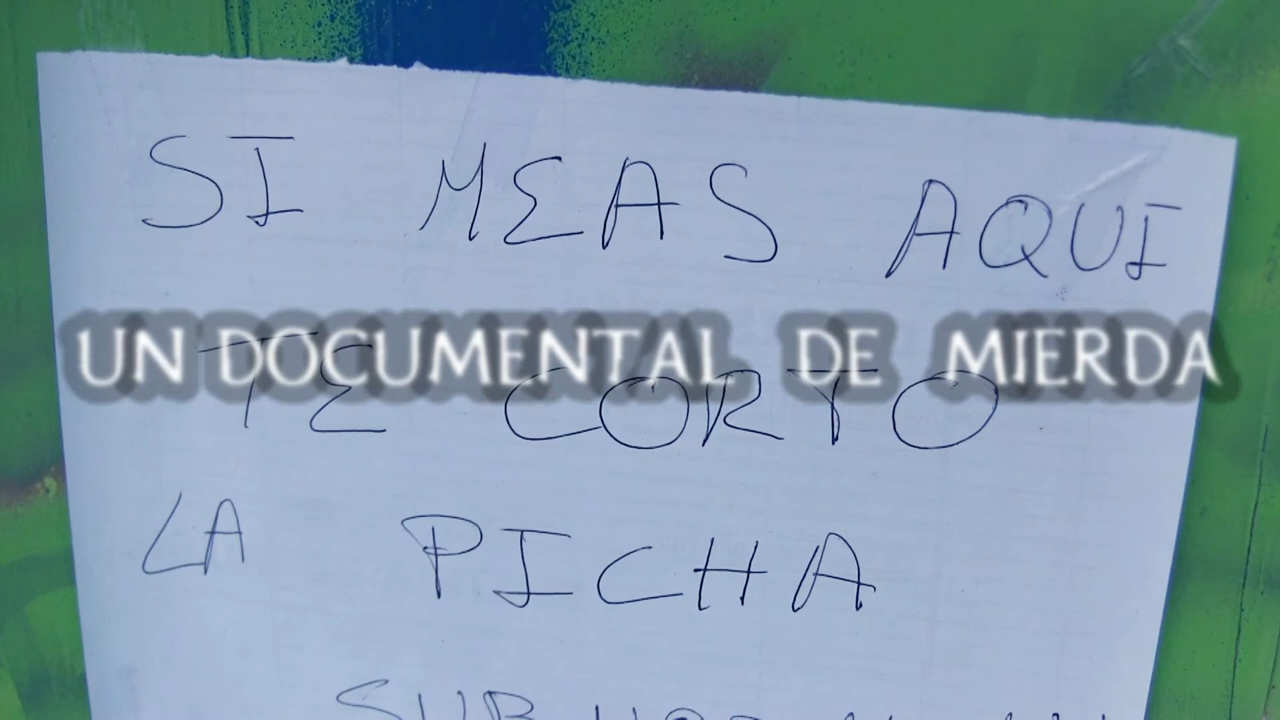 SI MEAS AQUI
UN DOCUMENTAL DE MIERDA
TE CORTO
LA PICHA